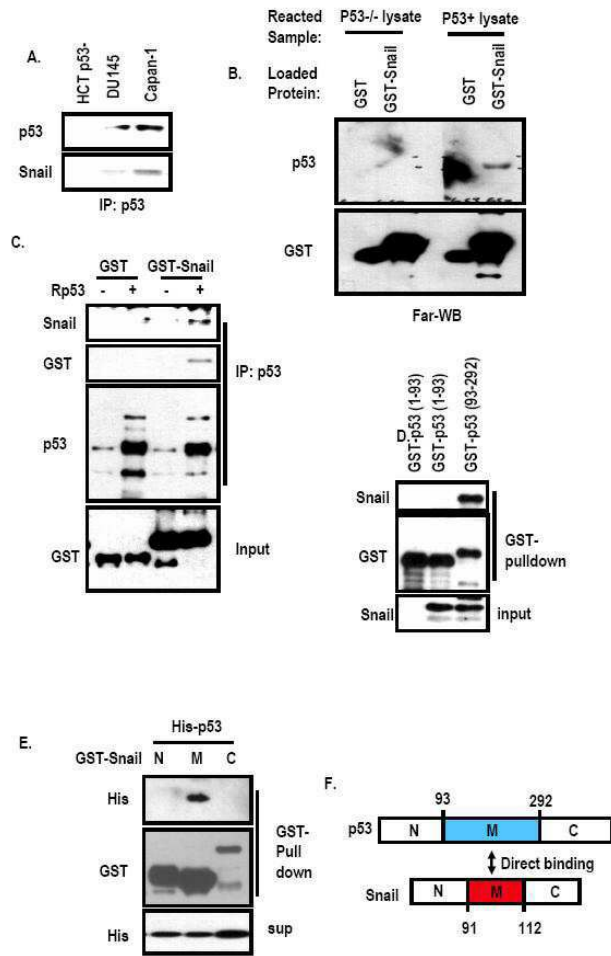 A.
HCT p53-
DU145
Capan-1
p53
Snail
IP: p53
B.
Reacted Sample:
P53-/- lysate
P53+ lysate
Loaded Protein:
GST
GST-Snail
GST
GST-Snail
p53
GST
Far-WB
C.
GST
GST-Snail
Rp53
- + - +
Snail
GST
IP: p53
p53
GST
Input
D.
GST-p53 (1-93)
GST-p53 (1-93)
GST-p53 (93-292)
Snail
GST
GST-
pulldown
Snail
input
E.
His-p53
GST-Snail
N M C
His
GST
GST-
Pull
down
His
sup
F.
93 292
p53
N M C
Direct binding
Snail
N M C
91 112